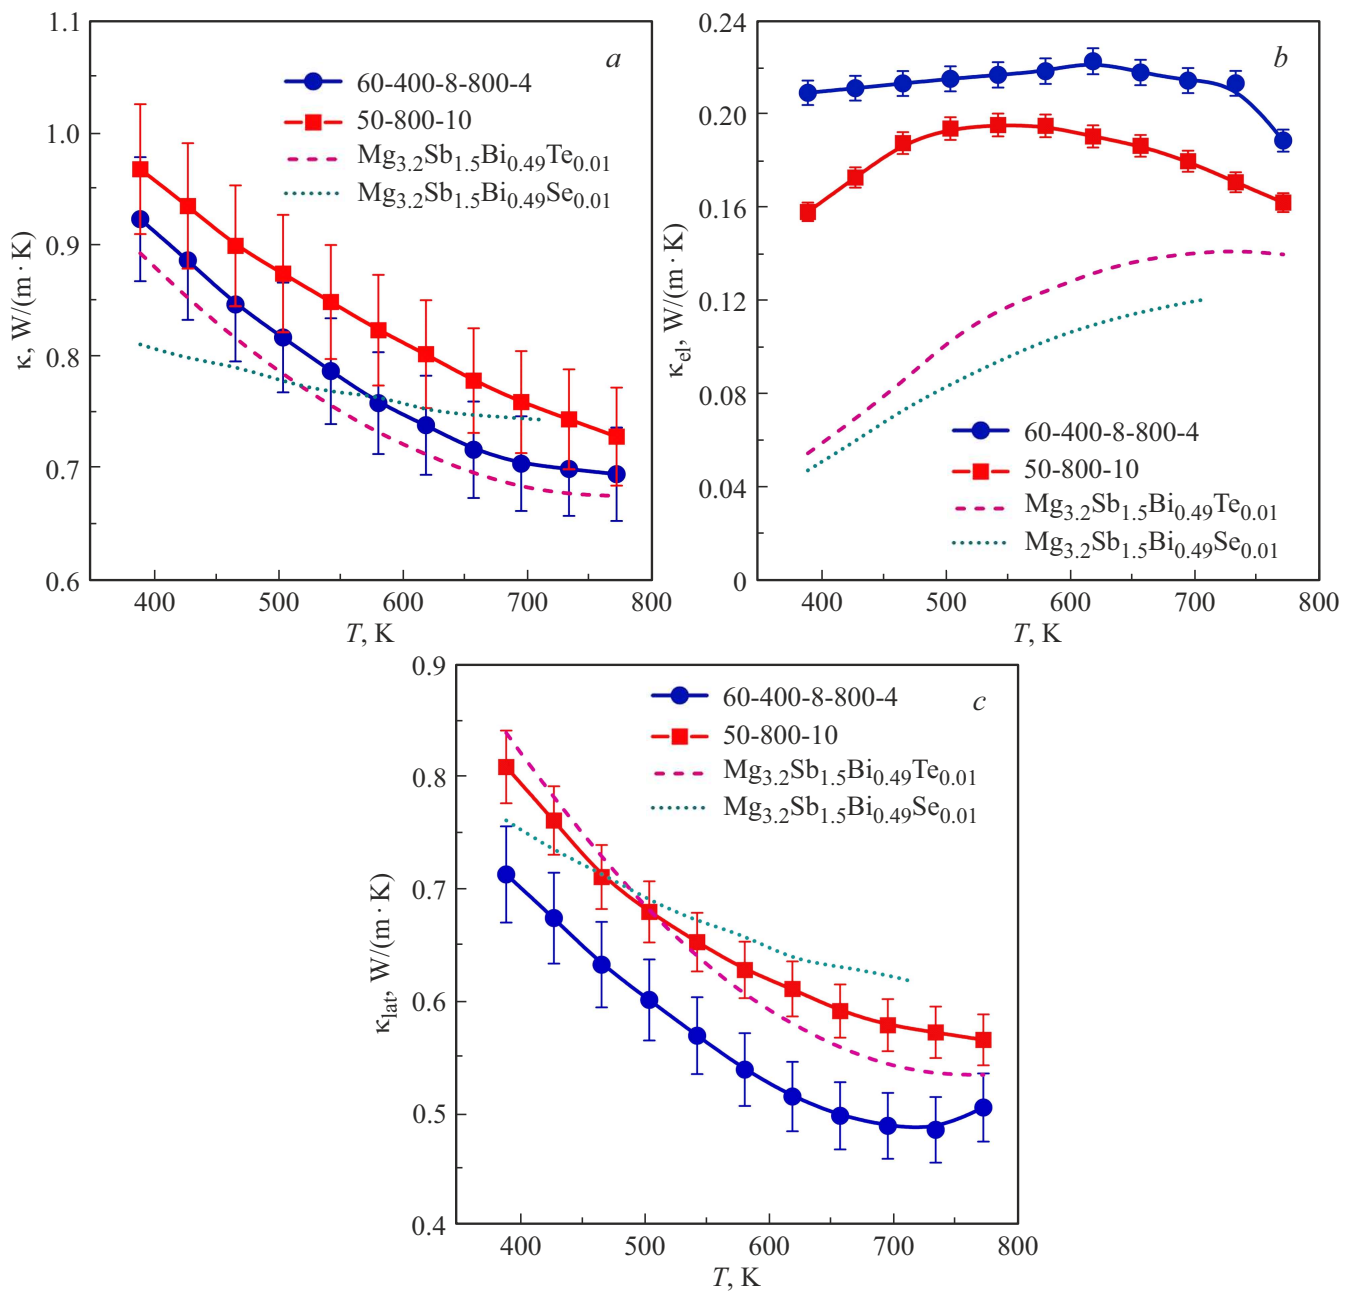 a
60-400-8-800-4
50-800-10
Mg3.2Sb1.5Bi0.49Te0.01
Mg3.2Sb1.5Bi0.49Se0.01
κ, W/(m · K)
1.1
1.0
0.9
0.8
0.7
0.6
400 500 600 700 800
T, K
b
κel, W/(m · K)
0.24
0.20
0.16
0.12
0.08
0.04
0
60-400-8-800-4
50-800-10
Mg3.2Sb1.5Bi0.49Te0.01
Mg3.2Sb1.5Bi0.49Se0.01
400 500 600 700 800
T, K
c
60-400-8-800-4
50-800-10
Mg3.2Sb1.5Bi0.49Te0.01
Mg3.2Sb1.5Bi0.49Se0.01
κlat, W/(m · K)
0.9
0.8
0.7
0.6
0.5
0.4
400 500 600 700 800
T, K